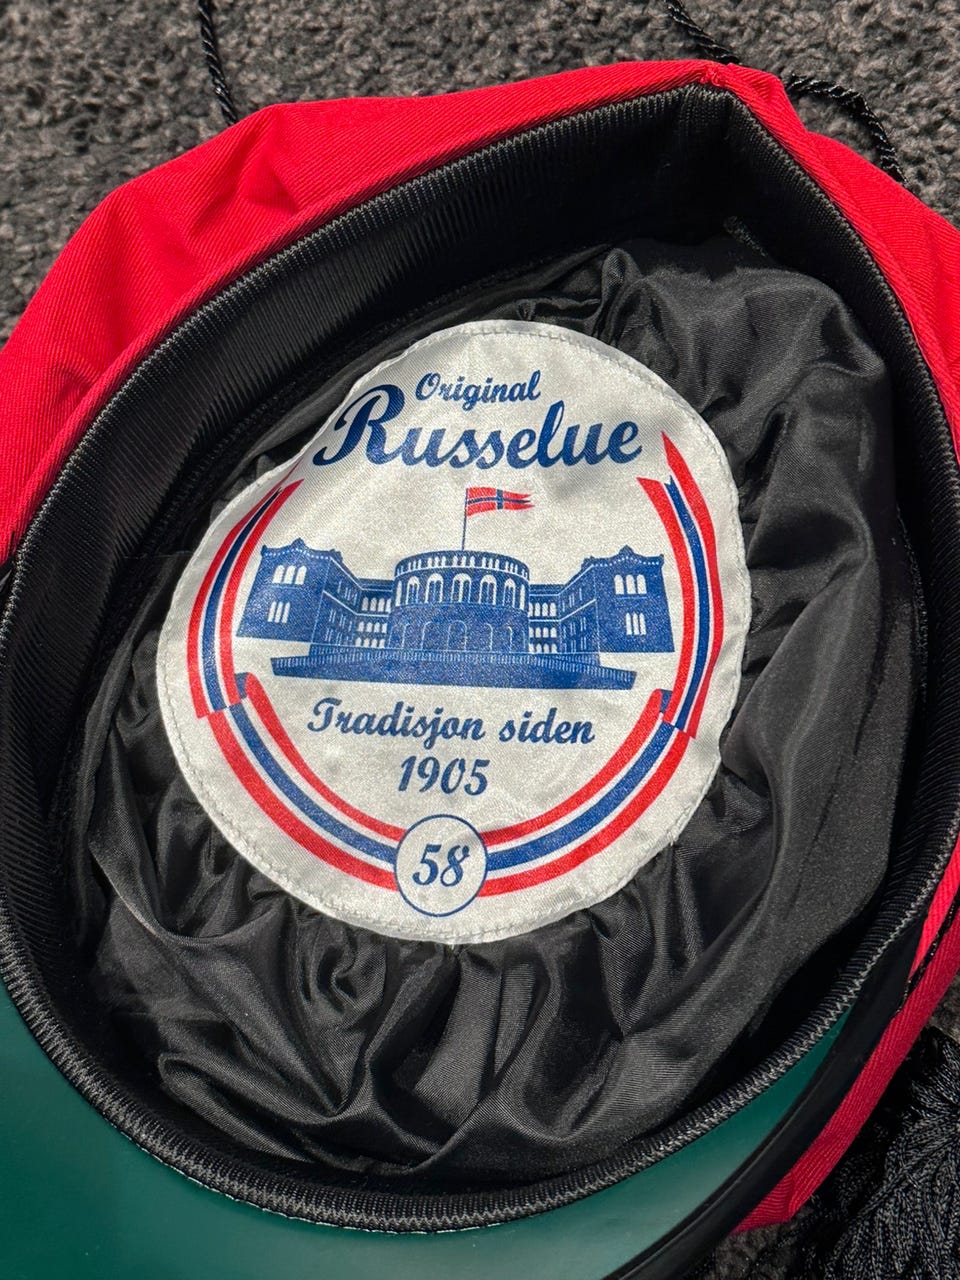 Original
Russelue
Tradisjon siden
1905
58